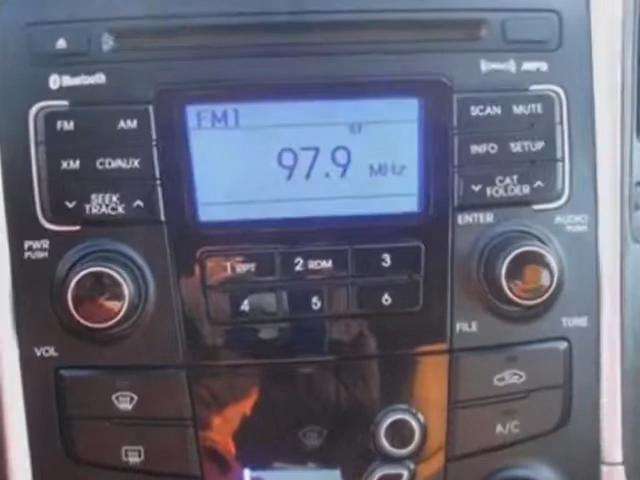 Bluetooth
MP3
FM AM
FM1
SCAN MUTE
XM CD/AUX
97.9 MHz
INFO SETUP
SEEK
TRACK
CAT
FOLDER
PWR
PUSH
ENTER AUDIO
PUSH
1 RPT 2 RDM 3
4 5 6
VOL
FILE TUNE
A/C